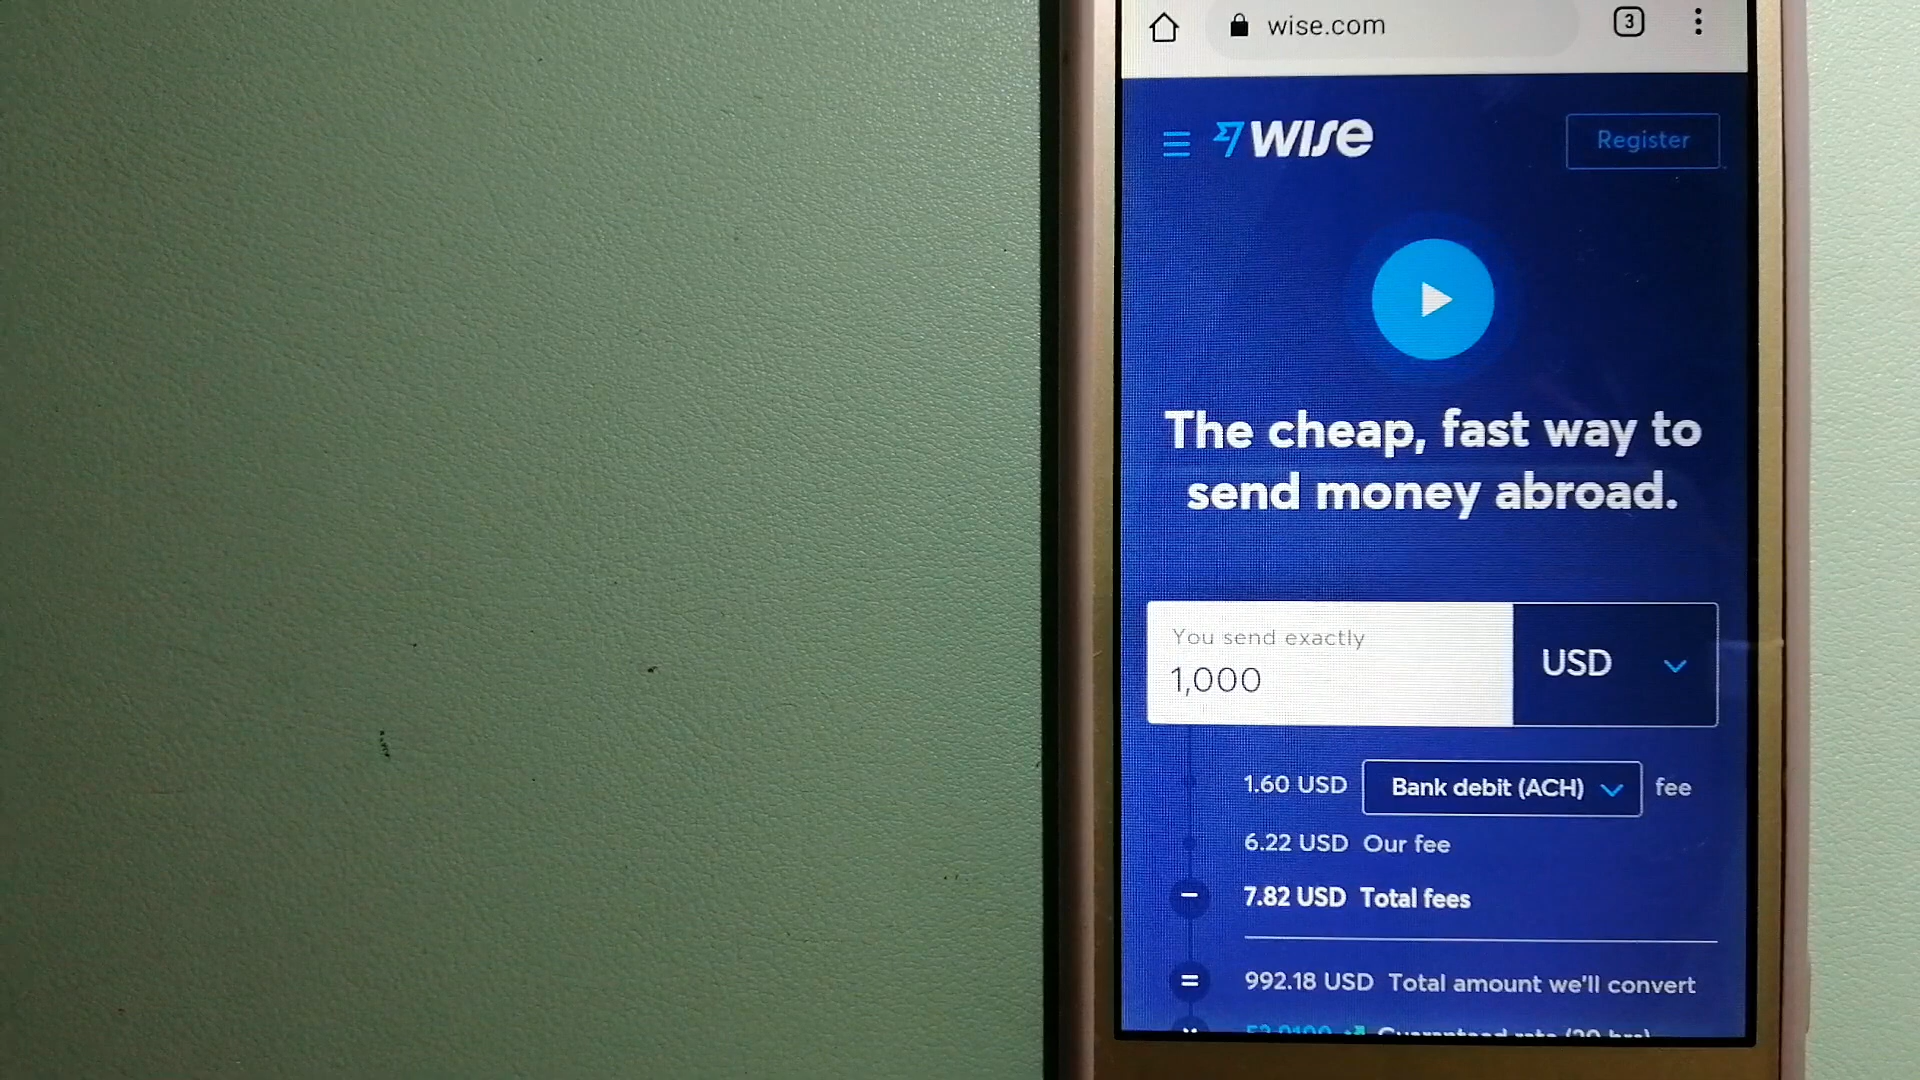 3
wise.com
WISE
Register
The cheap, fast way to
send money abroad.
You send exactly
1,000
USD
1.60 USD Bank debit (ACH) fee
6.22 USD Our fee
7.82 USD Total fees
992.18 USD Total amount we'll convert
Guaranteed rate